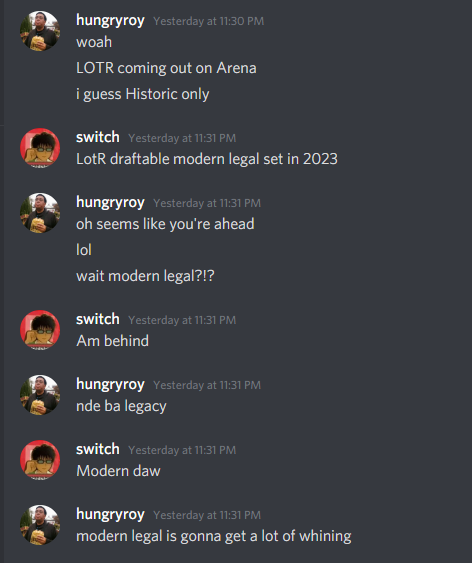 hungryroy Yesterday at 11:30 PM
woah
LOTR coming out on Arena
i guess Historic only
switch Yesterday at 11:31 PM
LotR draftable modern legal set in 2023
hungryroy Yesterday at 11:31 PM
oh seems like you're ahead
lol
wait modern legal?!?
switch Yesterday at 11:31 PM
Am behind
hungryroy Yesterday at 11:31 PM
nde ba legacy
switch Yesterday at 11:31 PM
Modern daw
hungryroy Yesterday at 11:31 PM
modern legal is gonna get a lot of whining